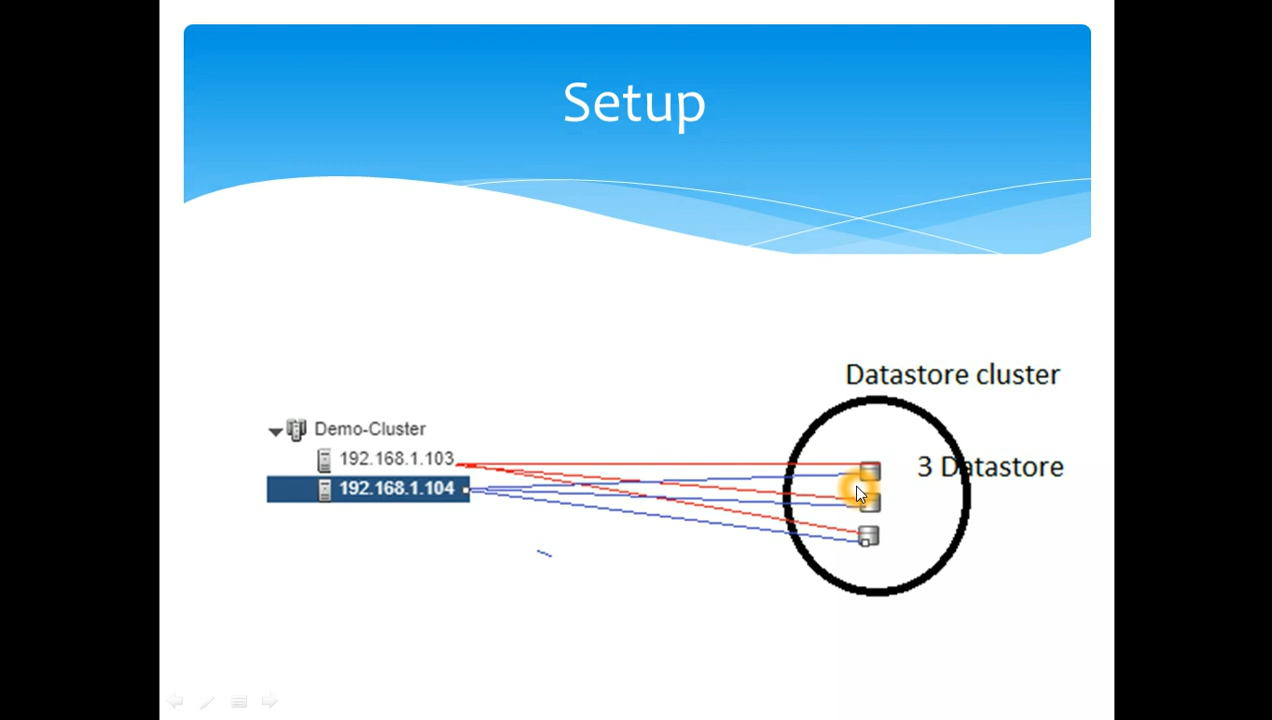 Setup
Datastore cluster
Demo-Cluster
192.168.1.103
3 Datastore
192.168.1.104